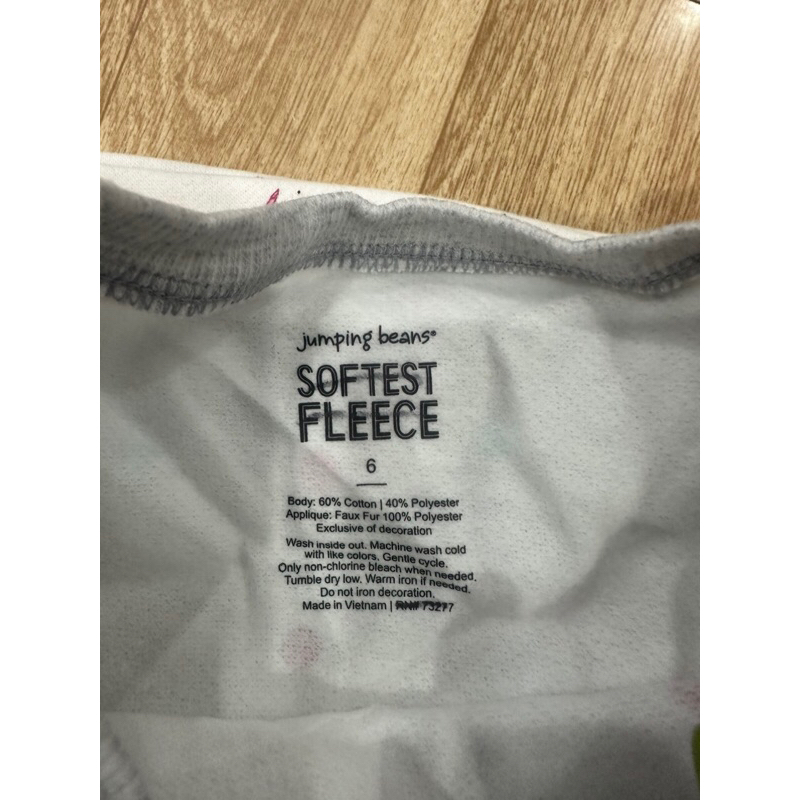 jumping beans®
SOFTEST
FLEECE
6
Body: 60% Cotton | 40% Polyester
Applique: Faux Fur 100% Polyester
Exclusive of decoration
Wash inside out. Machine wash cold
with like colors. Gentle cycle.
Only non-chlorine bleach when needed.
Tumble dry low. Warm iron if needed.
Do not iron decoration.
Made in Vietnam | RN# 73277